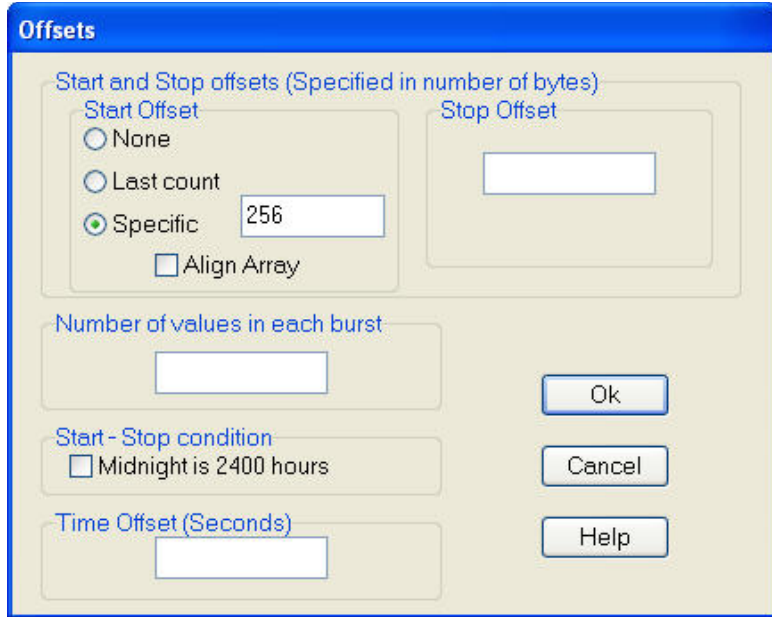 Offsets
Start and Stop offsets (Specified in number of bytes)
Start Offset
None
Last count
Specific 256
Align Array
Stop Offset
Number of values in each burst
Start - Stop condition
Midnight is 2400 hours
Time Offset (Seconds)
Ok
Cancel
Help